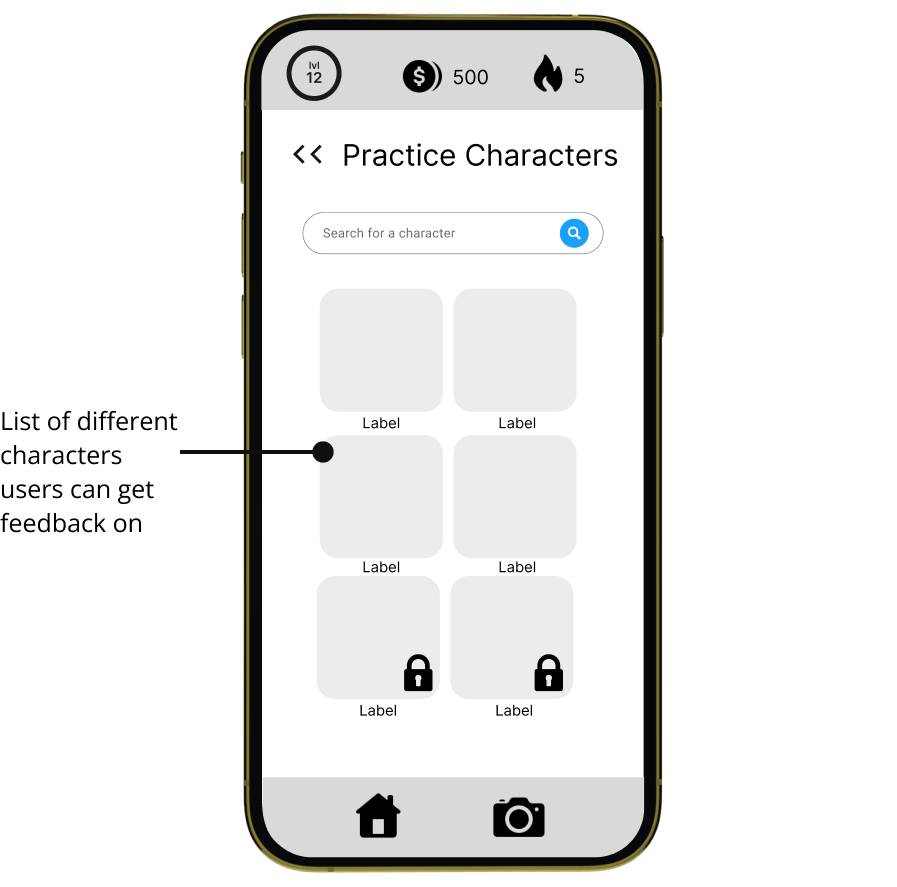 lvl
12
$
500
5
<< Practice Characters
Search for a character
Label Label
List of different
characters
users can get
feedback on
Label Label
Label Label